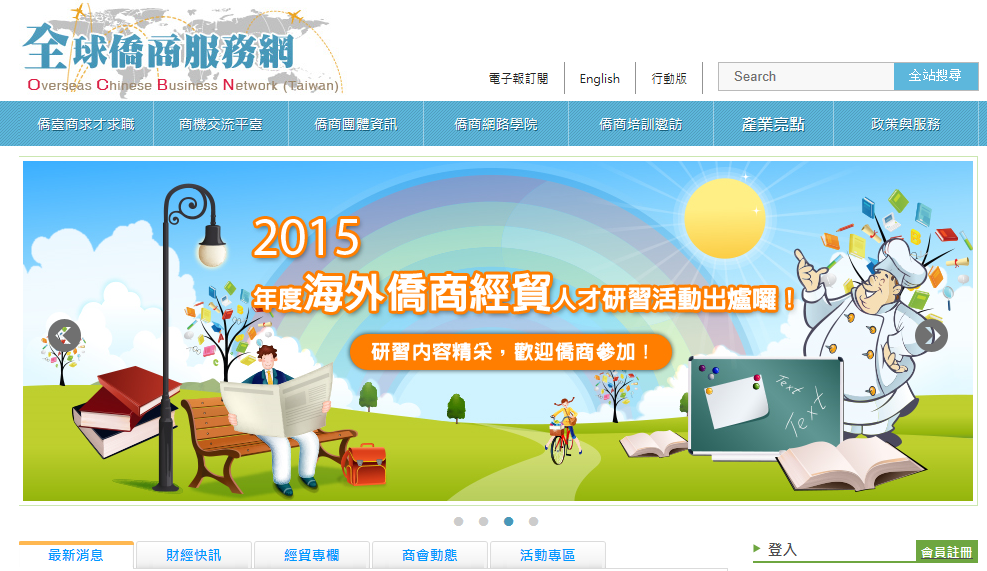 全球僑商服務網
Overseas Chinese Business Network (Taiwan)
電子報訂閱
English
行動版
Search
全站搜尋
僑臺商求才求職
商機交流平臺
僑商團體資訊
僑商網路學院
僑商培訓邀訪
產業亮點
政策與服務
2015
年度海外僑商經貿人才研習活動出爐囉！
研習內容精采，歡迎僑商參加！
Text
Text
最新消息
財經快訊
經貿專欄
商會動態
活動專區
登入
會員註冊